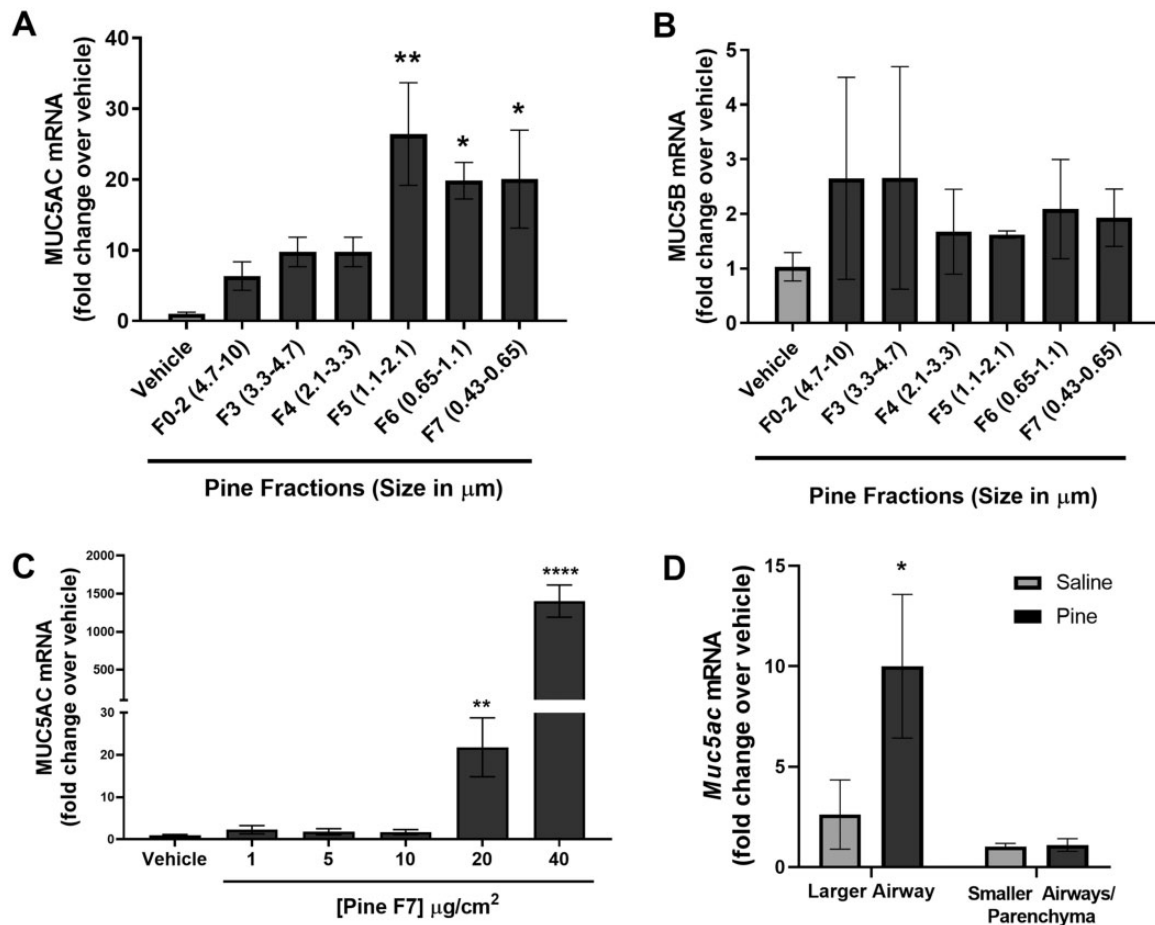 A
MUC5AC mRNA
(fold change over vehicle)
40
30
20
10
0
**
*
*
Vehicle
F0-2 (4.7-10)
F3 (3.3-4.7)
F4 (2.1-3.3)
F5 (1.1-2.1)
F6 (0.65-1.1)
F7 (0.43-0.65)
Pine Fractions (Size in μm)
B
MUC5B mRNA
(fold change over vehicle)
5
4
3
2
1
0
Vehicle
F0-2 (4.7-10)
F3 (3.3-4.7)
F4 (2.1-3.3)
F5 (1.1-2.1)
F6 (0.65-1.1)
F7 (0.43-0.65)
Pine Fractions (Size in μm)
C
MUC5AC mRNA
(fold change over vehicle)
2000
1500
1000
500
30
20
10
0
**
****
Vehicle 1 5 10 20 40
[Pine F7] μg/cm²
D
Muc5ac mRNA
(fold change over vehicle)
15
10
5
0
*
Saline
Pine
Larger Airway
Smaller Airways/
Parenchyma